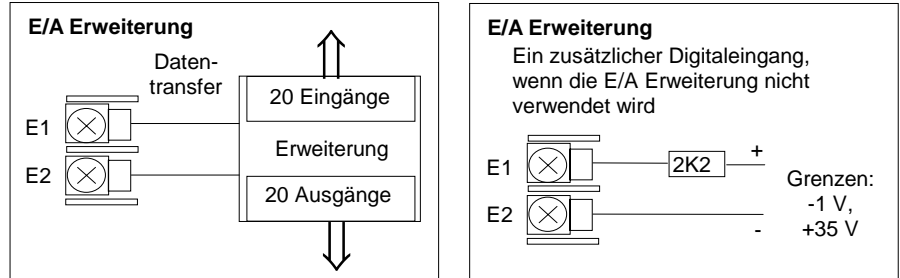 E/A Erweiterung
Daten-
transfer
20 Eingänge
E1
Erweiterung
E2
20 Ausgänge
E/A Erweiterung
Ein zusätzlicher Digitaleingang,
wenn die E/A Erweiterung nicht
verwendet wird
E1
2K2
+
Grenzen:
-1 V,
+35 V
E2
-